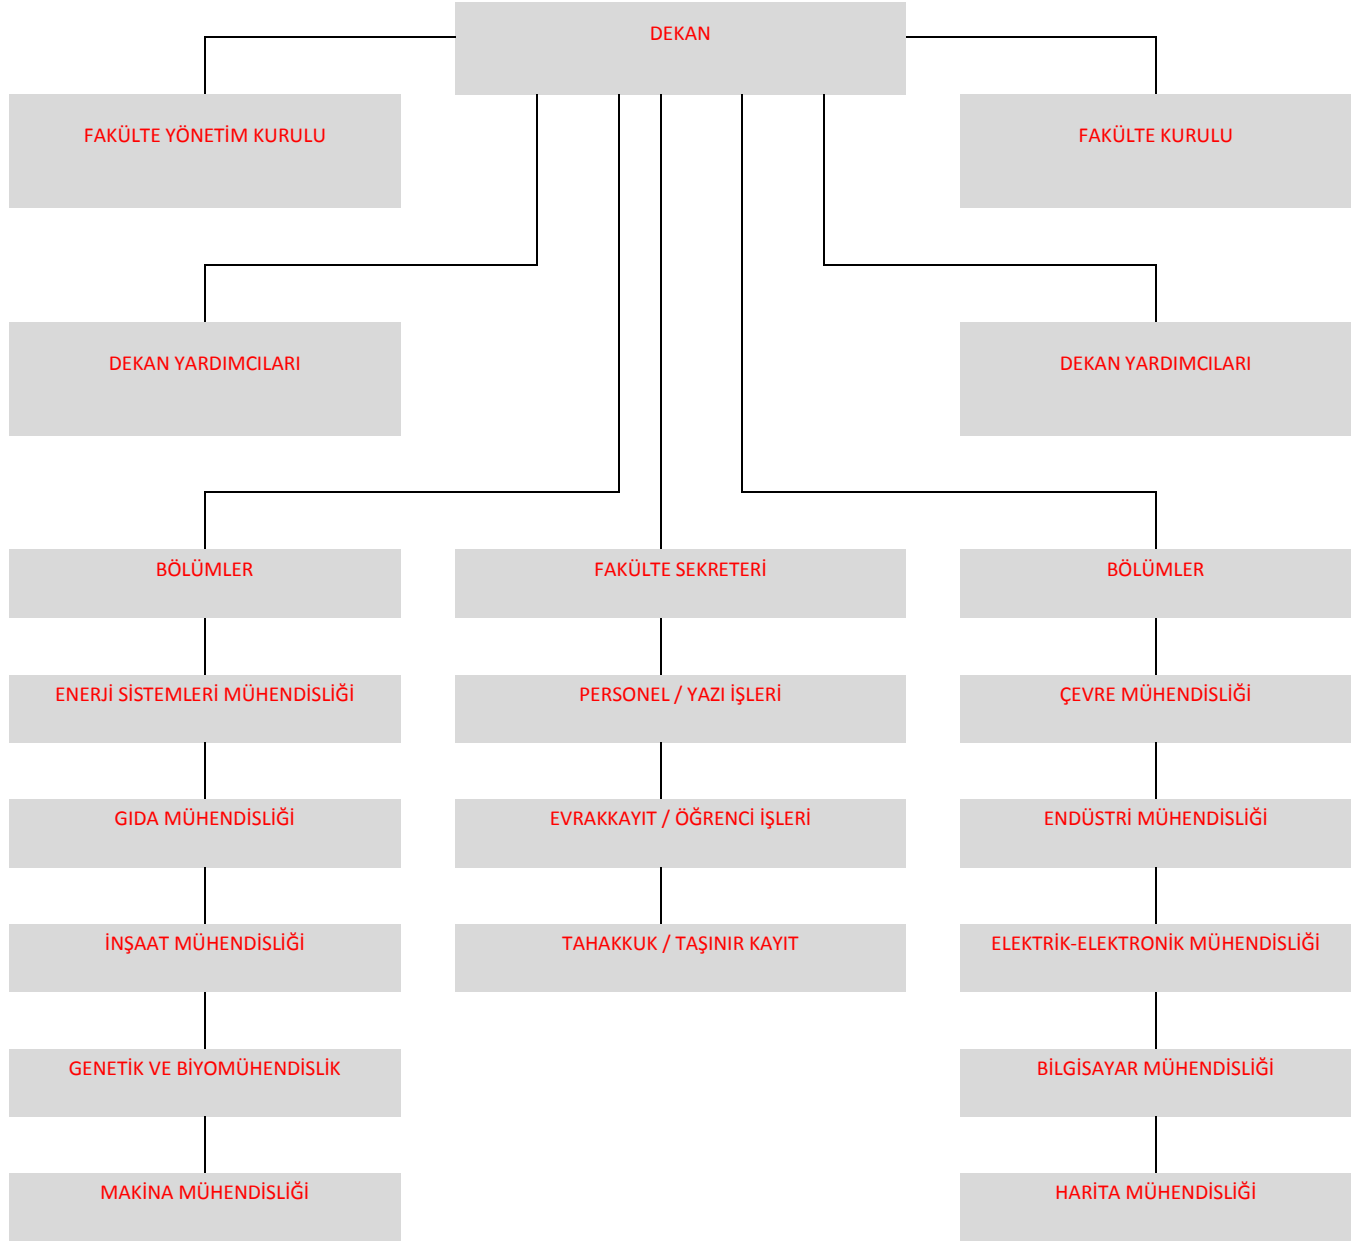 DEKAN
FAKÜLTE YÖNETİM KURULU
FAKÜLTE KURULU
DEKAN YARDIMCILARI
DEKAN YARDIMCILARI
BÖLÜMLER
FAKÜLTE SEKRETERİ
BÖLÜMLER
ENERJİ SİSTEMLERİ MÜHENDİSLİĞİ
PERSONEL / YAZI İŞLERİ
ÇEVRE MÜHENDİSLİĞİ
GIDA MÜHENDİSLİĞİ
EVRAKKAYIT / ÖĞRENCİ İŞLERİ
ENDÜSTRİ MÜHENDİSLİĞİ
İNŞAAT MÜHENDİSLİĞİ
TAHAKKUK / TAŞINIR KAYIT
ELEKTRİK-ELEKTRONİK MÜHENDİSLİĞİ
GENETİK VE BİYOMÜHENDİSLİK
BİLGİSAYAR MÜHENDİSLİĞİ
MAKİNA MÜHENDİSLİĞİ
HARİTA MÜHENDİSLİĞİ